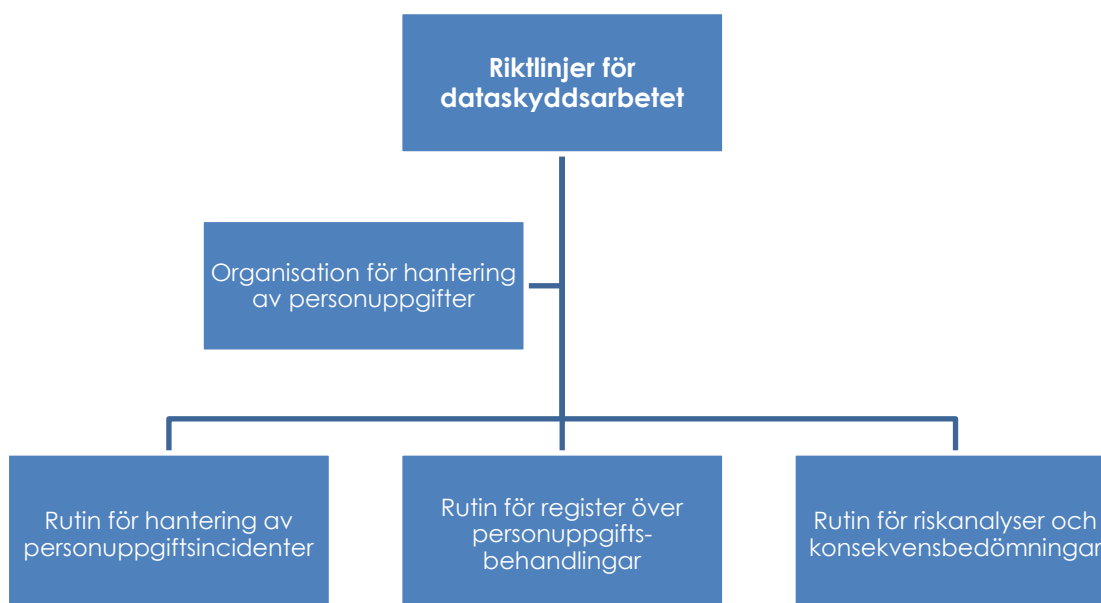 Riktlinjer för
dataskyddsarbetet
Organisation för hantering
av personuppgifter
Rutin för hantering av
personuppgiftsincidenter
Rutin för register över
personuppgifts-
behandlingar
Rutin för riskanalyser och
konsekvensbedömningar